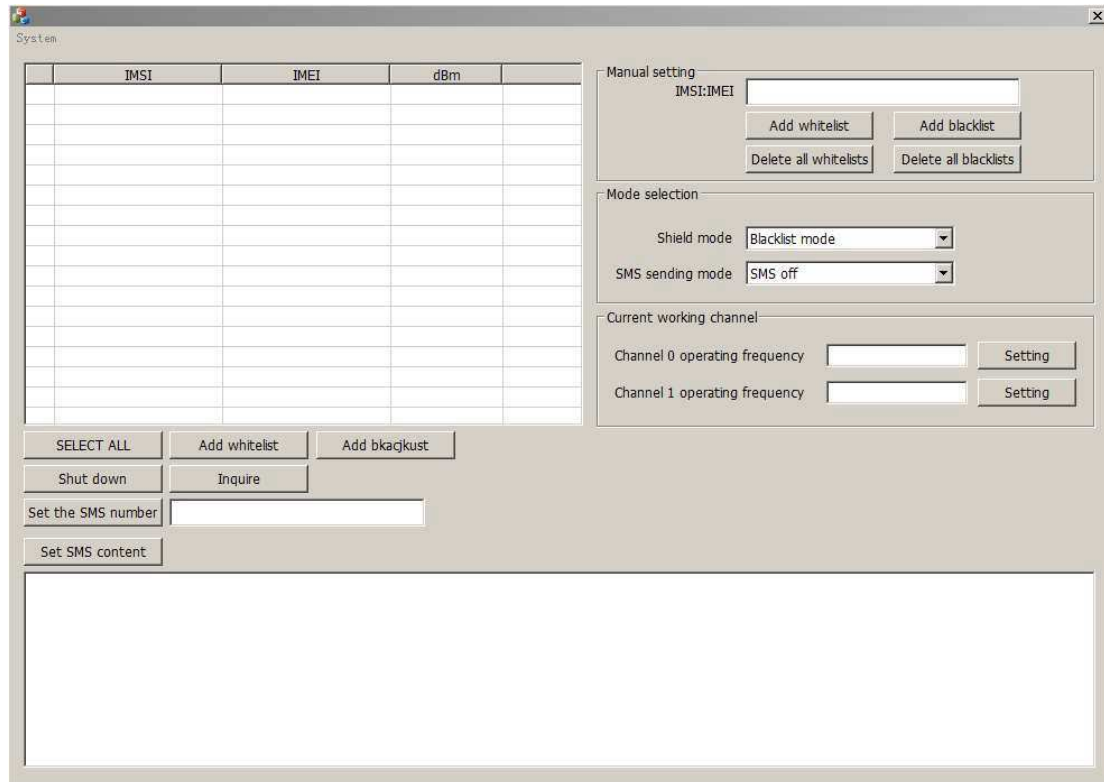 System
IMSI IMEI dBm
Manual setting
IMSI:IMEI
Add whitelist Add blacklist
Delete all whitelists Delete all blacklists
Mode selection
Shield mode Blacklist mode
SMS sending mode SMS off
Current working channel
Channel 0 operating frequency Setting
Channel 1 operating frequency Setting
SELECT ALL Add whitelist Add bkacjkust
Shut down Inquire
Set the SMS number
Set SMS content